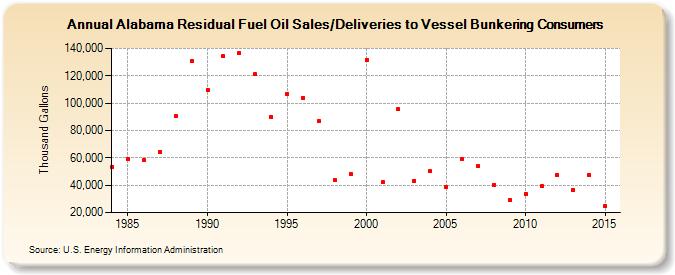 Annual Alabama Residual Fuel Oil Sales/Deliveries to Vessel Bunkering Consumers
Thousand Gallons
140,000
120,000
100,000
80,000
60,000
40,000
20,000
1985 1990 1995 2000 2005 2010 2015
Source: U.S. Energy Information Administration